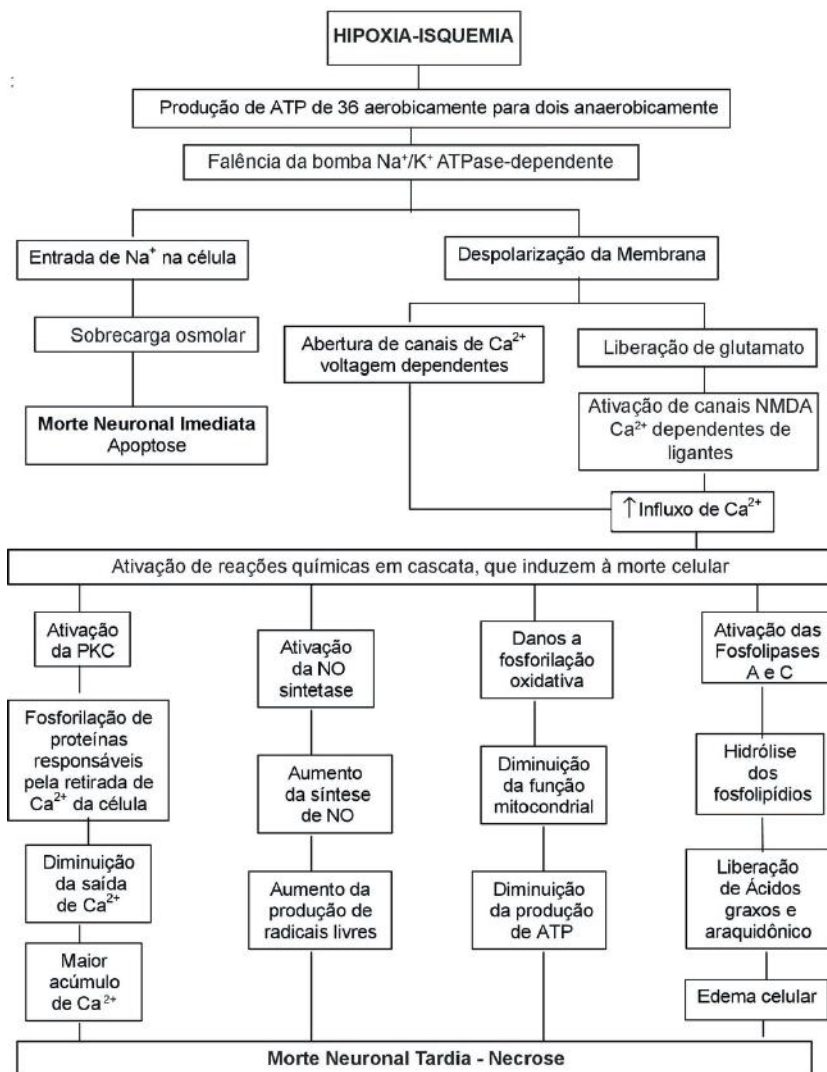 HIPOXIA-ISQUEMIA
Produção de ATP de 36 aerobicamente para dois anaerobicamente
Falência da bomba Na⁺/K⁺ ATPase-dependente
Entrada de Na⁺ na célula
Despolarização da Membrana
Sobrecarga osmolar
Abertura de canais de Ca²⁺
voltagem dependentes
Liberação de glutamato
Morte Neuronal Imediata
Apoptose
Ativação de canais NMDA
Ca²⁺ dependentes de
ligantes
↑Influxo de Ca²⁺
Ativação de reações químicas em cascata, que induzem à morte celular
Ativação
da PKC
Fosforilação de
proteínas
responsáveis
pela retirada de
Ca²⁺ da célula
Diminuição
da saída
de Ca²⁺
Maior
acúmulo
de Ca²⁺
Ativação
da NO
sintetase
Aumento
da síntese
de NO
Aumento da
produção de
radicais livres
Danos a
fosforilação
oxidativa
Diminuição
da função
mitocondrial
Diminuição
da produção
de ATP
Ativação das
Fosfolipases
A e C
Hidrólise
dos
fosfolipídios
Liberação
de Ácidos
graxos e
araquidônico
Edema celular
Morte Neuronal Tardia - Necrose